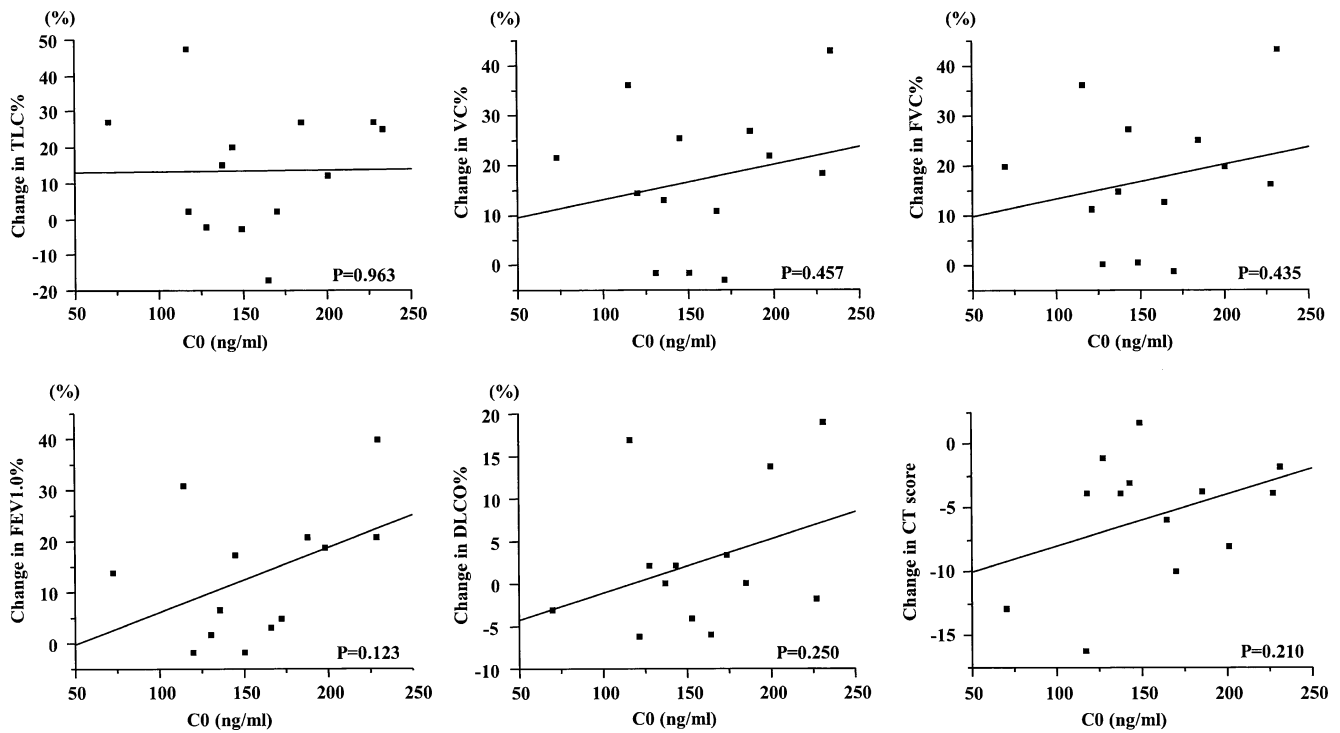 (%)
Change in TLC%
50
40
30
20
10
0
-10
-20
P=0.963
50 100 150 200 250
C0 (ng/ml)
(%)
Change in VC%
40
30
20
10
0
P=0.457
50 100 150 200 250
C0 (ng/ml)
(%)
Change in FVC%
40
30
20
10
0
P=0.435
50 100 150 200 250
C0 (ng/ml)
(%)
Change in FEV1.0%
40
30
20
10
0
P=0.123
50 100 150 200 250
C0 (ng/ml)
(%)
Change in DLCO%
20
15
10
5
0
-5
-10
P=0.250
50 100 150 200 250
C0 (ng/ml)
Change in CT score
0
-5
-10
-15
P=0.210
50 100 150 200 250
C0 (ng/ml)